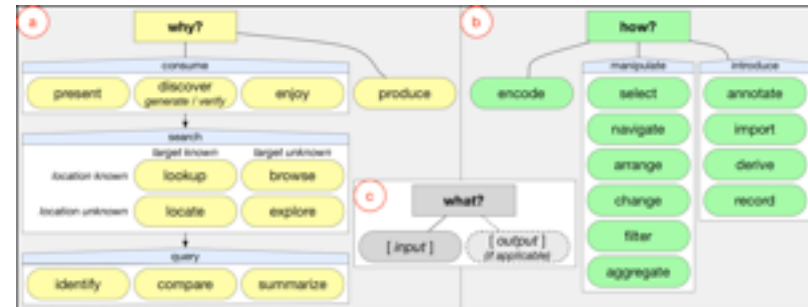 a
why?
consume
present
discover
generate / verify
enjoy
produce
search
target known
target unknown
location known
lookup
browse
location unknown
locate
explore
query
identify
compare
summarize
b
how?
encode
manipulate
select
navigate
arrange
change
filter
aggregate
introduce
annotate
import
derive
record
c
what?
[ input ]
[ output ]
(if applicable)